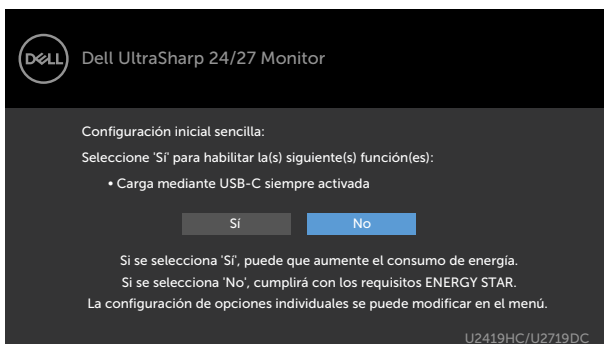 DELL
Dell UltraSharp 24/27 Monitor
Configuración inicial sencilla:
Seleccione 'Sí' para habilitar la(s) siguiente(s) función(es):
• Carga mediante USB-C siempre activada
Sí No
Si se selecciona 'Sí', puede que aumente el consumo de energía.
Si se selecciona 'No', cumplirá con los requisitos ENERGY STAR.
La configuración de opciones individuales se puede modificar en el menú.
U2419HC/U2719DC